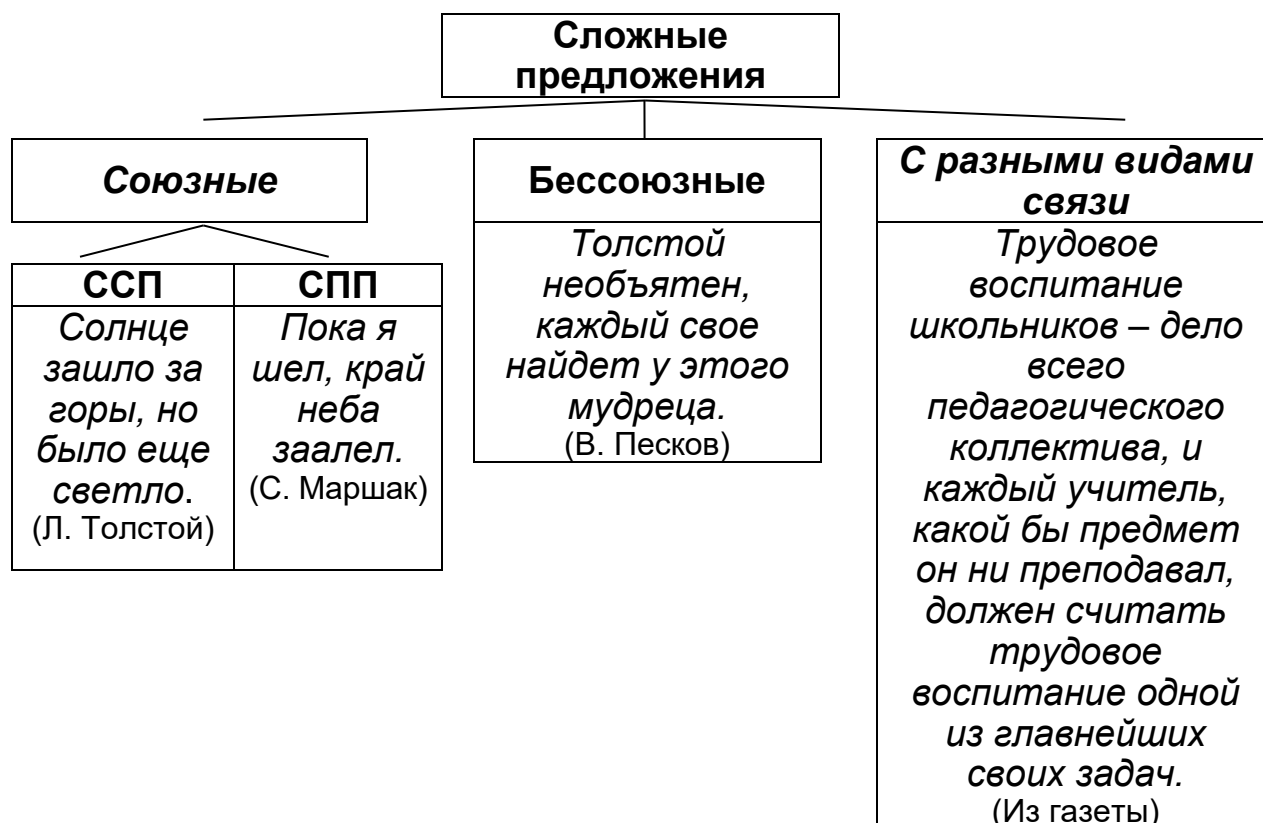 Сложные
предложения
Союзные
ССП
Солнце
зашло за
горы, но
было еще
светло.
(Л. Толстой)
СПП
Пока я
шел, край
неба
заалел.
(С. Маршак)
Бессоюзные
Толстой
необъятен,
каждый свое
найдет у этого
мудреца.
(В. Песков)
С разными видами
связи
Трудовое
воспитание
школьников – дело
всего
педагогического
коллектива, и
каждый учитель,
какой бы предмет
он ни преподавал,
должен считать
трудовое
воспитание одной
из главнейших
своих задач.
(Из газеты)